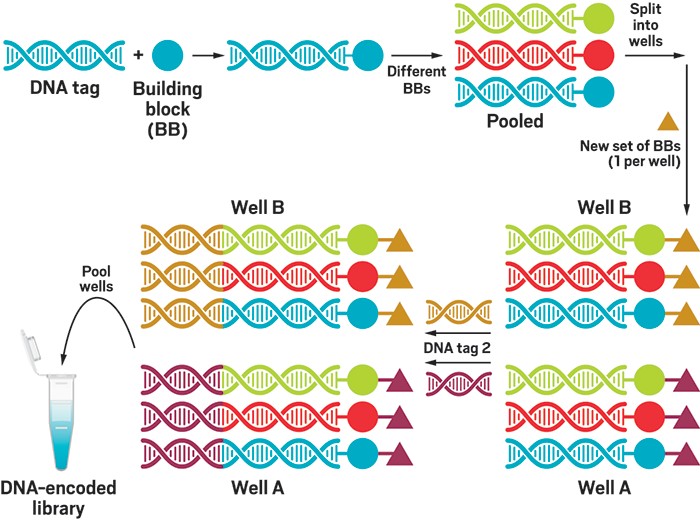 DNA tag
+
Building
block
(BB)
Different
BBs
Pooled
Split
into
wells
New set of BBs
(1 per well)
Well B
Well B
Pool
wells
DNA tag 2
DNA-encoded
library
Well A
Well A